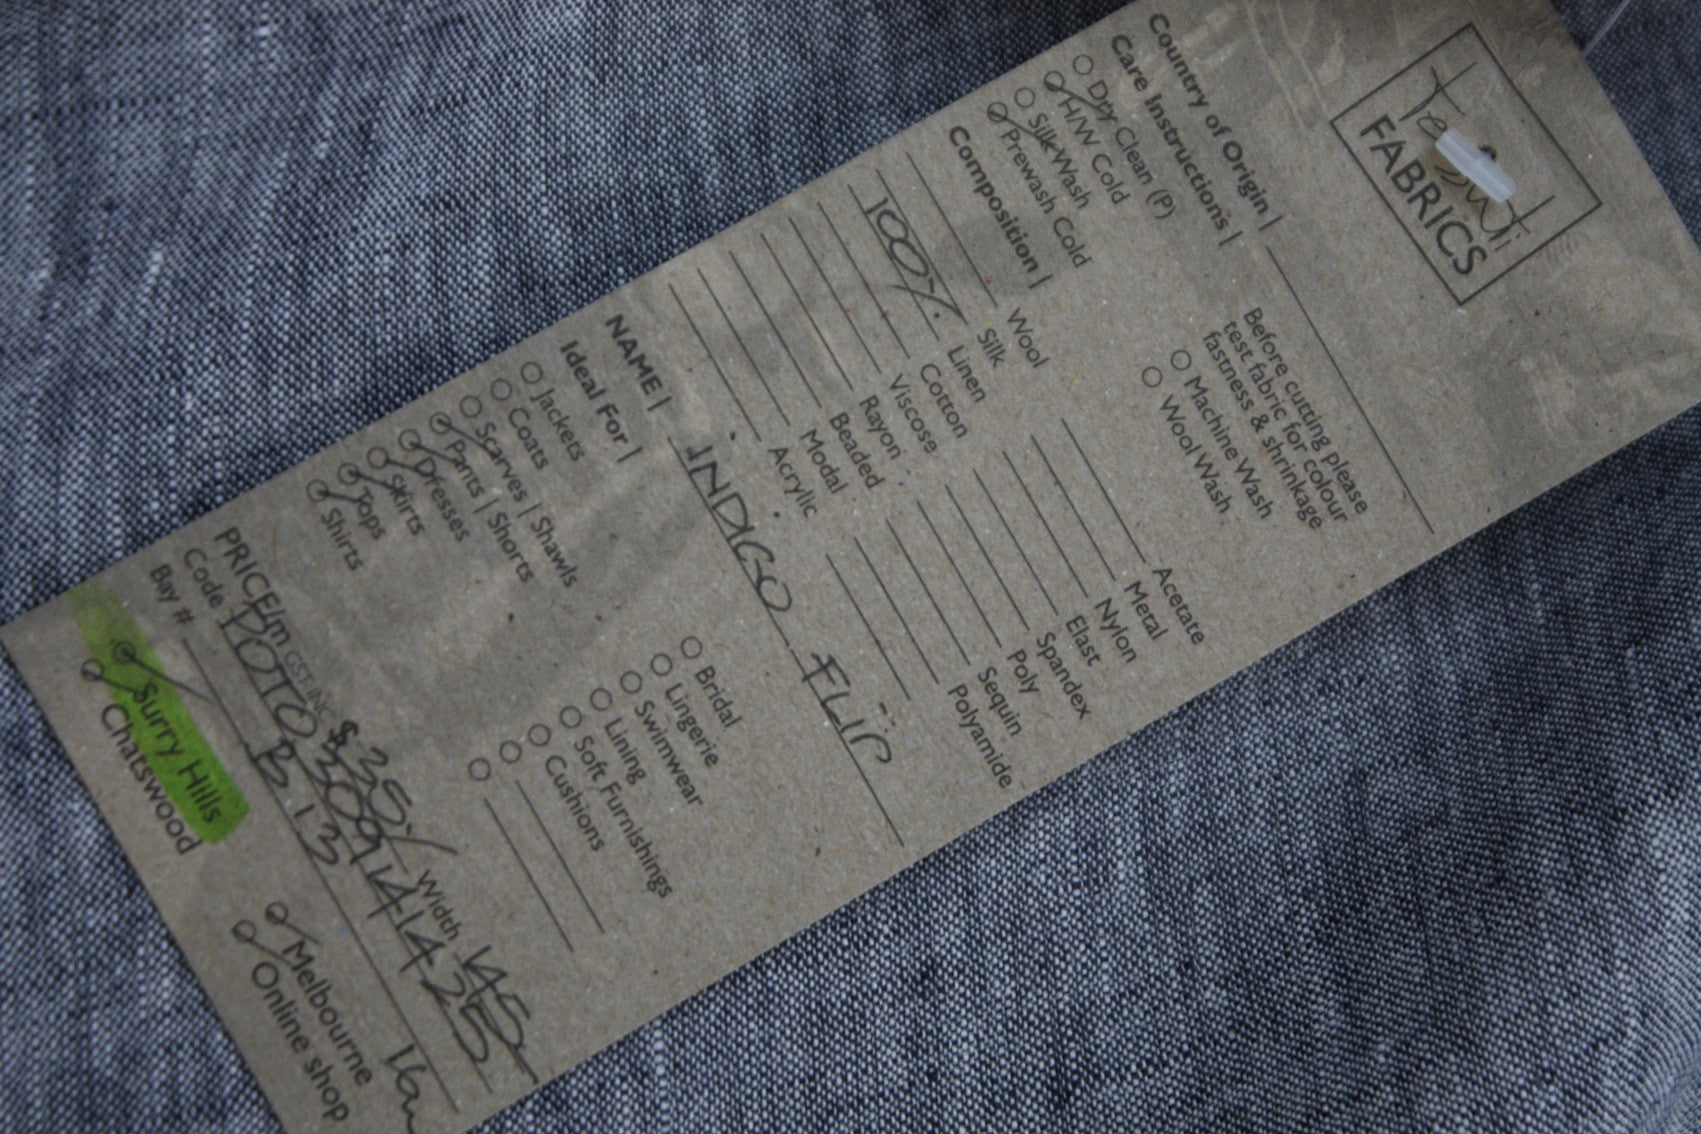 Tessuti
FABRICS
Country of Origin |
Care Instructions |
Dry Clean (P)
H/W Cold
Silk Wash
Prewash Cold
Before cutting please
test fabric for colour
fastness & shrinkage
Machine Wash
Wool Wash
Composition |
Wool
Silk
100% Linen
Cotton
Viscose
Rayon
Beaded
Modal
Acrylic
Acetate
Metal
Nylon
Elast
Spandex
Poly
Sequin
Polyamide
NAME | INDIGO FLIP
Ideal For |
Jackets
Coats
Scarves | Shawls
Pants | Shorts
Dresses
Skirts
Tops
Shirts
Bridal
Lingerie
Swimwear
Lining
Soft Furnishings
Cushions
PRICE/m GST INC $35 Width 145
Code
Bay # B 13 16m
Surry Hills
Chatswood
Melbourne
Online shop